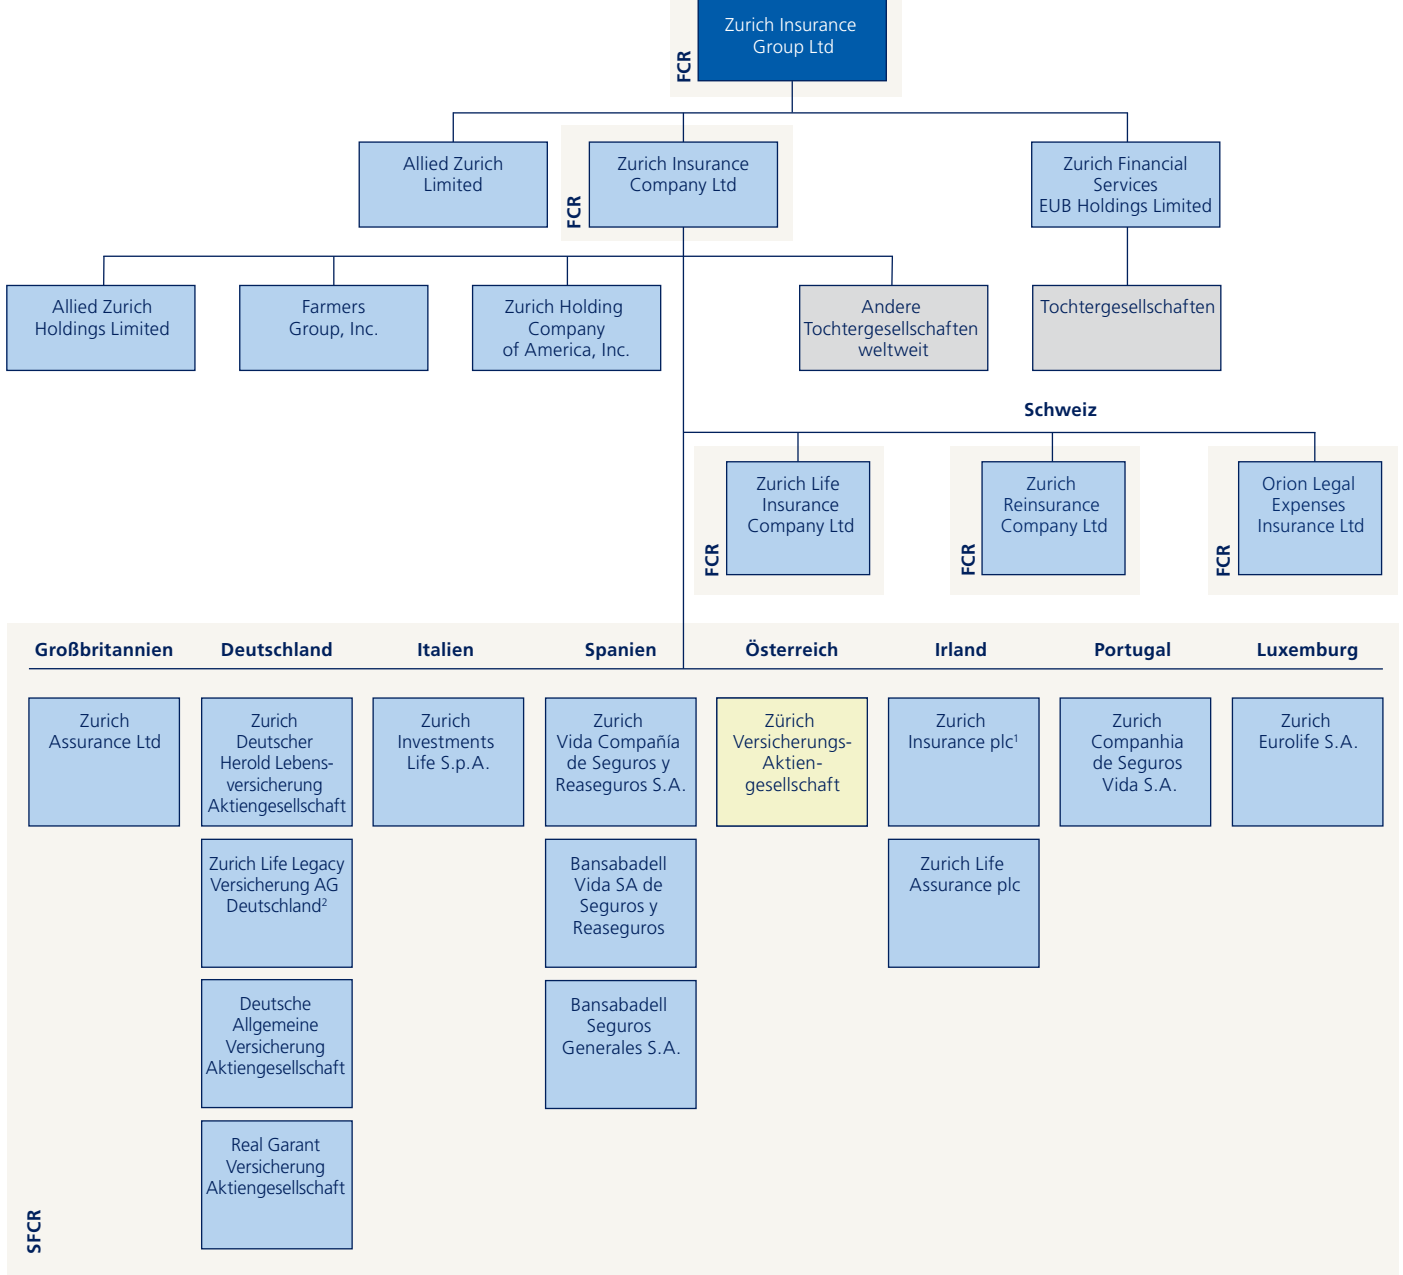 Zurich Insurance
Group Ltd
FCR
Allied Zurich
Limited
Zurich Insurance
Company Ltd
FCR
Zurich Financial
Services
EUB Holdings Limited
Allied Zurich
Holdings Limited
Farmers
Group, Inc.
Zurich Holding
Company
of America, Inc.
Andere
Tochtergesellschaften
weltweit
Tochtergesellschaften
Schweiz
Zurich Life
Insurance
Company Ltd
FCR
Zurich
Reinsurance
Company Ltd
FCR
Orion Legal
Expenses
Insurance Ltd
FCR
Großbritannien
Deutschland
Italien
Spanien
Österreich
Irland
Portugal
Luxemburg
Zurich
Assurance Ltd
Zurich
Deutscher
Herold Lebens-
versicherung
Aktiengesellschaft
Zurich
Investments
Life S.p.A.
Zurich
Vida Compañía
de Seguros y
Reaseguros S.A.
Zürich
Versicherungs-
Aktien-
gesellschaft
Zurich
Insurance plc¹
Zurich
Companhia
de Seguros
Vida S.A.
Zurich
Eurolife S.A.
Zurich Life Legacy
Versicherung AG
Deutschland²
Bansabadell
Vida SA de
Seguros y
Reaseguros
Zurich Life
Assurance plc
Deutsche
Allgemeine
Versicherung
Aktiengesellschaft
Bansabadell
Seguros
Generales S.A.
Real Garant
Versicherung
Aktiengesellschaft
SFCR